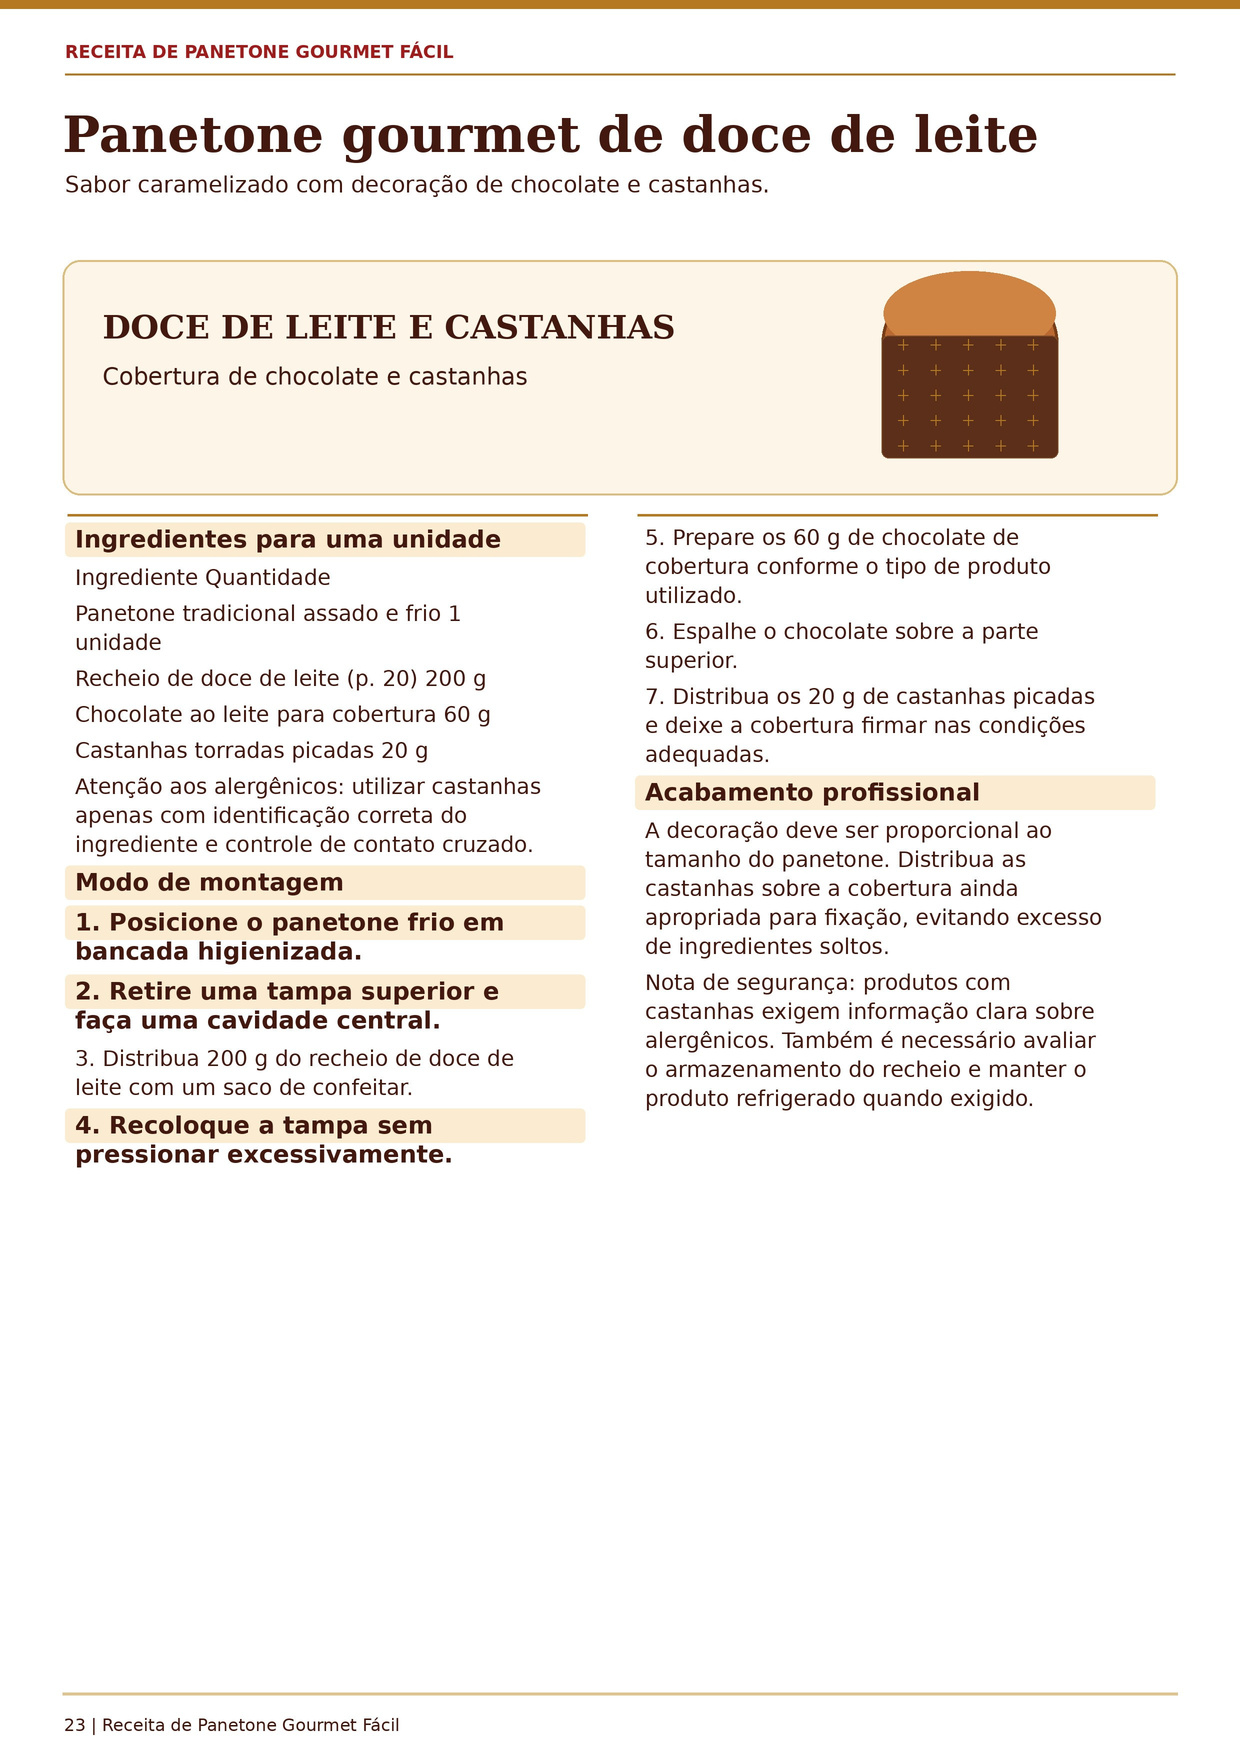 RECEITA DE PANETONE GOURMET FÁCIL
Panetone gourmet de doce de leite
Sabor caramelizado com decoração de chocolate e castanhas.
DOCE DE LEITE E CASTANHAS
Cobertura de chocolate e castanhas
Ingredientes para uma unidade
Ingrediente Quantidade
Panetone tradicional assado e frio 1
unidade
Recheio de doce de leite (p. 20) 200 g
Chocolate ao leite para cobertura 60 g
Castanhas torradas picadas 20 g
Atenção aos alergênicos: utilizar castanhas
apenas com identificação correta do
ingrediente e controle de contato cruzado.
Modo de montagem
1. Posicione o panetone frio em
bancada higienizada.
2. Retire uma tampa superior e
faça uma cavidade central.
3. Distribua 200 g do recheio de doce de
leite com um saco de confeitar.
4. Recoloque a tampa sem
pressionar excessivamente.
5. Prepare os 60 g de chocolate de
cobertura conforme o tipo de produto
utilizado.
6. Espalhe o chocolate sobre a parte
superior.
7. Distribua os 20 g de castanhas picadas
e deixe a cobertura firmar nas condições
adequadas.
Acabamento profissional
A decoração deve ser proporcional ao
tamanho do panetone. Distribua as
castanhas sobre a cobertura ainda
apropriada para fixação, evitando excesso
de ingredientes soltos.
Nota de segurança: produtos com
castanhas exigem informação clara sobre
alergênicos. Também é necessário avaliar
o armazenamento do recheio e manter o
produto refrigerado quando exigido.
23 | Receita de Panetone Gourmet Fácil